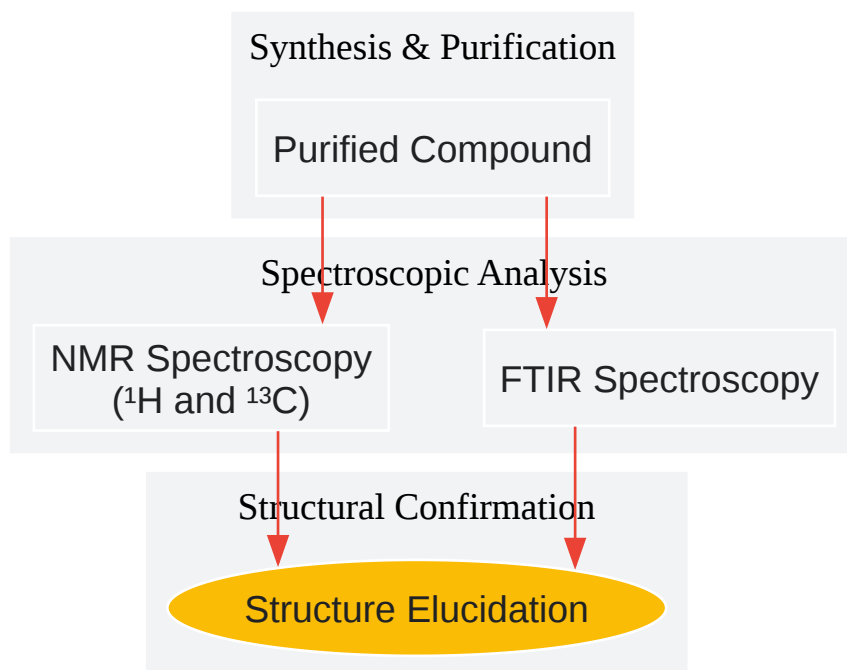 Synthesis & Purification
Purified Compound
Spectroscopic Analysis
NMR Spectroscopy
(¹H and ¹³C)
FTIR Spectroscopy
Structural Confirmation
Structure Elucidation